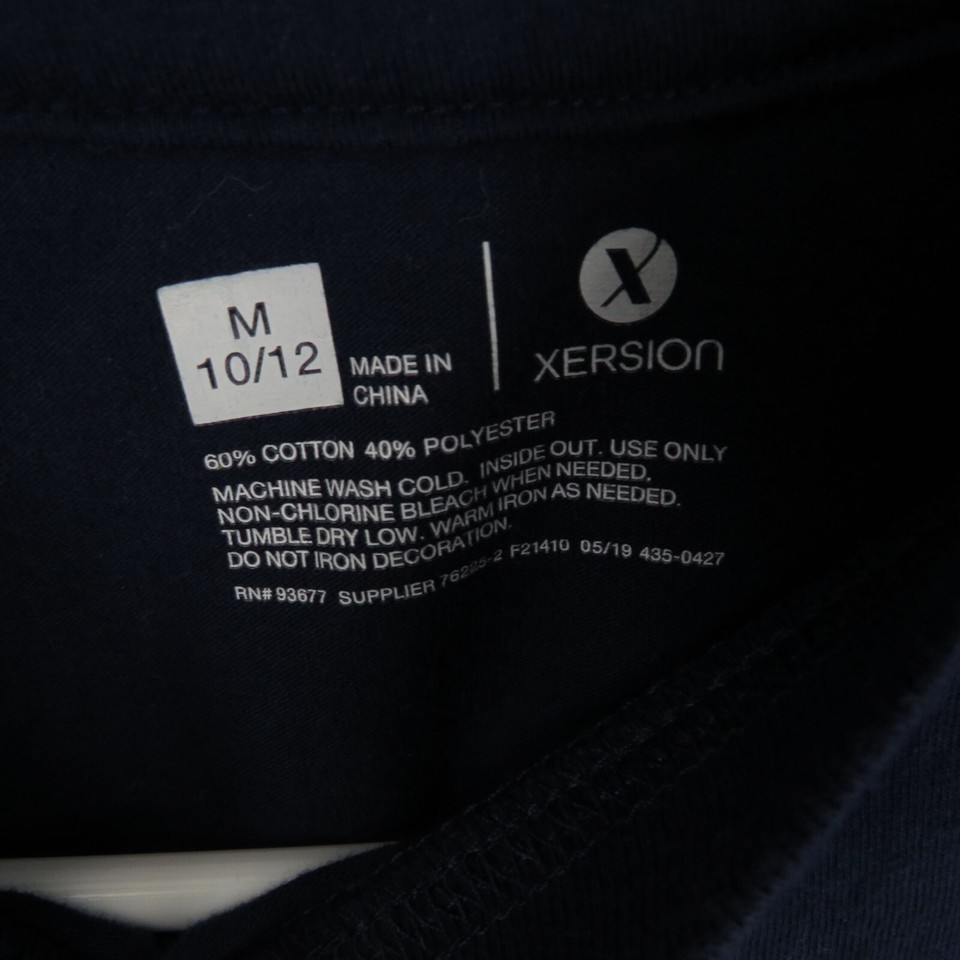 M
10/12
MADE IN
CHINA
X
XERSION
60% COTTON 40% POLYESTER
MACHINE WASH COLD. INSIDE OUT. USE ONLY
NON-CHLORINE BLEACH WHEN NEEDED.
TUMBLE DRY LOW. WARM IRON AS NEEDED.
DO NOT IRON DECORATION.
RN# 93677 SUPPLIER F21410 05/19 435-0427